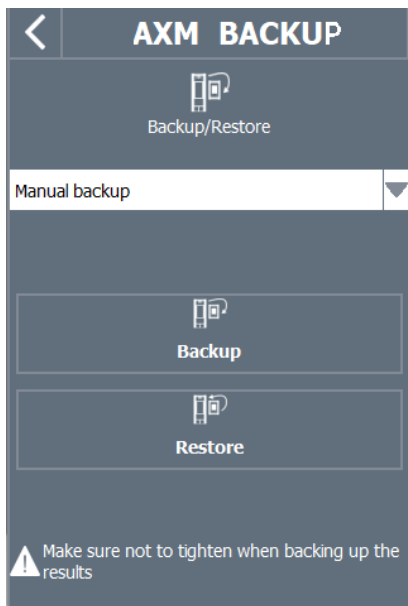 AXM BACKUP
Backup/Restore
Manual backup
Backup
Restore
Make sure not to tighten when backing up the
results